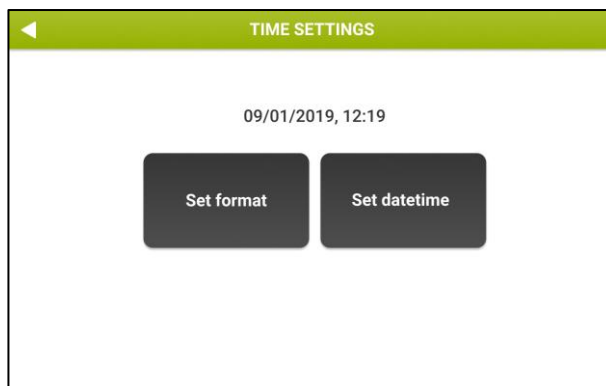 TIME SETTINGS
09/01/2019, 12:19
Set format
Set datetime